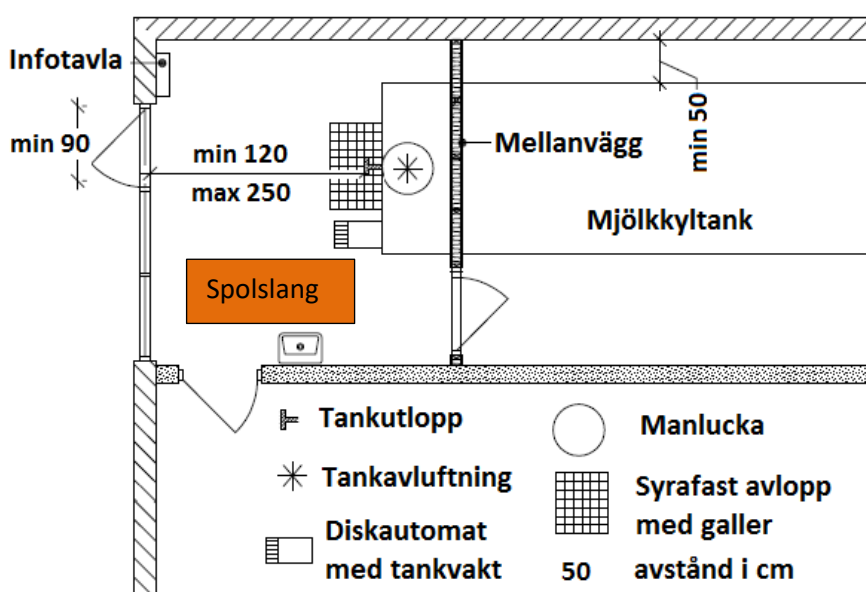 Infotavla
min 90
min 120
max 250
min 50
Mellanvägg
Mjölkkyltank
Spolslang
Tankutlopp
Manlucka
Tankavluftning
Syrafast avlopp
med galler
Diskautomat
med tankvakt
50 avstånd i cm